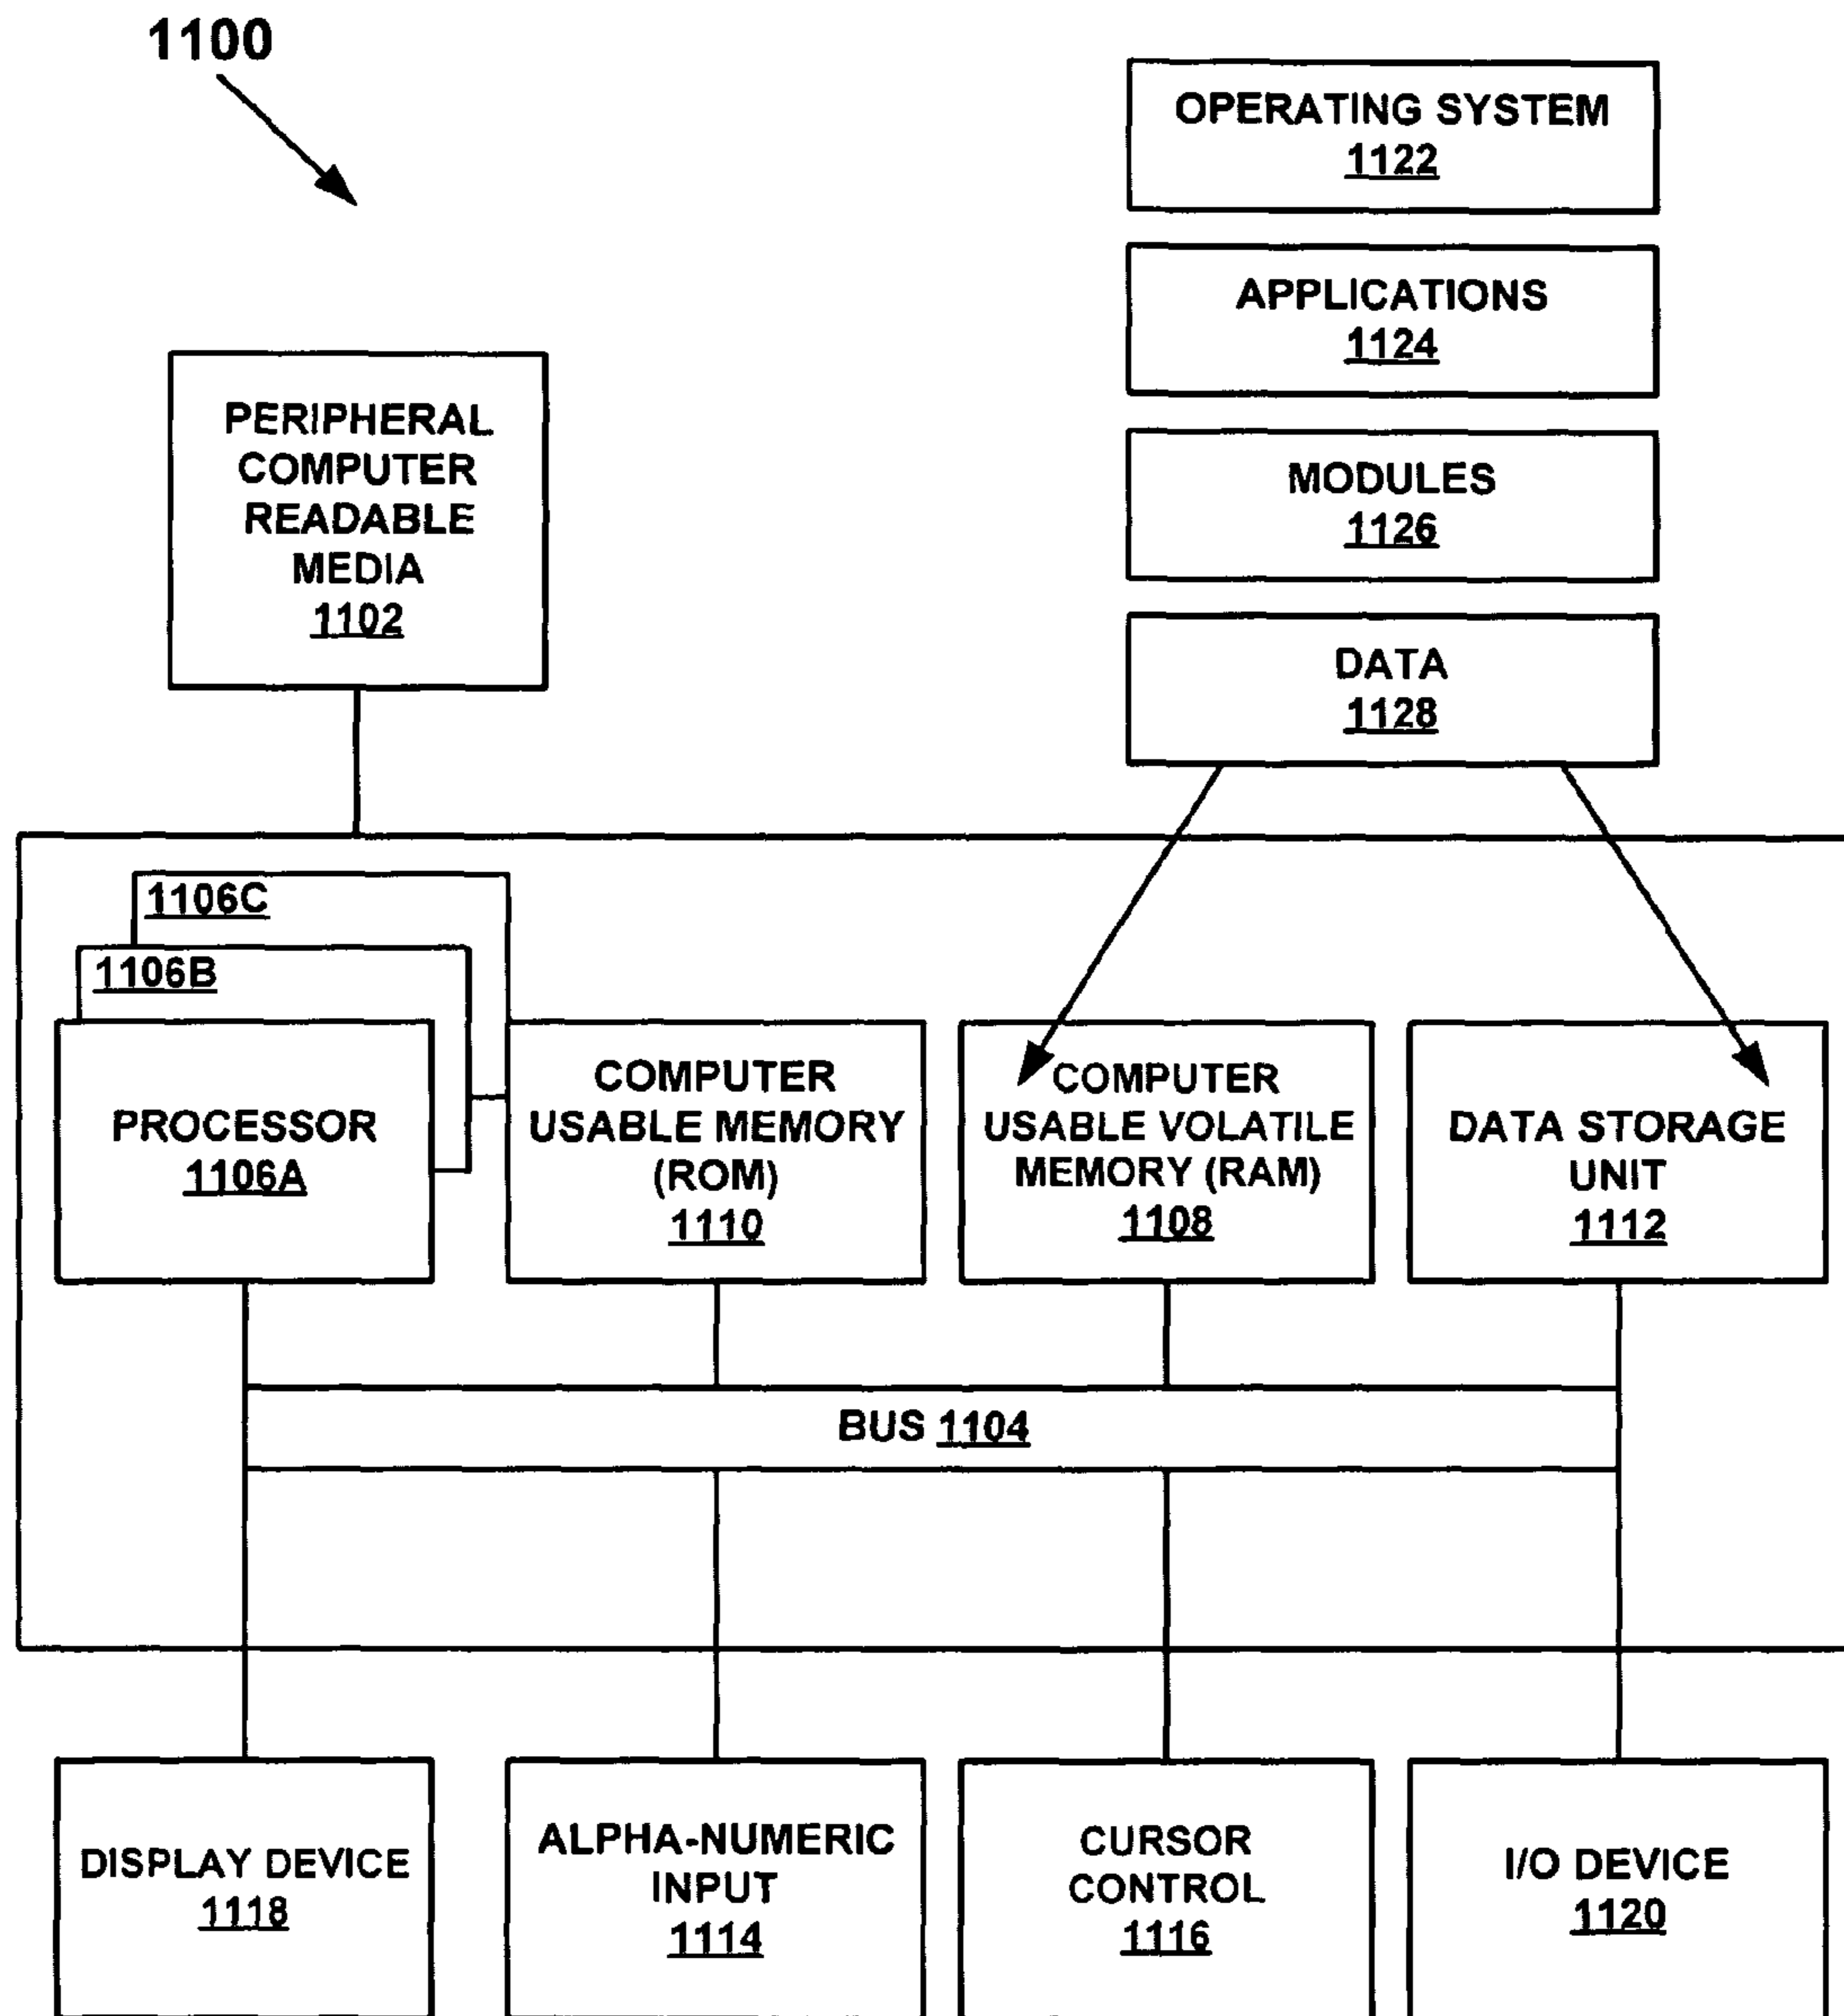 1100
OPERATING SYSTEM
1122
APPLICATIONS
1124
MODULES
1126
DATA
1128
PERIPHERAL
COMPUTER
READABLE
MEDIA
1102
1106C
1106B
PROCESSOR
1106A
COMPUTER
USABLE MEMORY
(ROM)
1110
COMPUTER
USABLE VOLATILE
MEMORY (RAM)
1108
DATA STORAGE
UNIT
1112
BUS 1104
DISPLAY DEVICE
1118
ALPHA-NUMERIC
INPUT
1114
CURSOR
CONTROL
1116
I/O DEVICE
1120